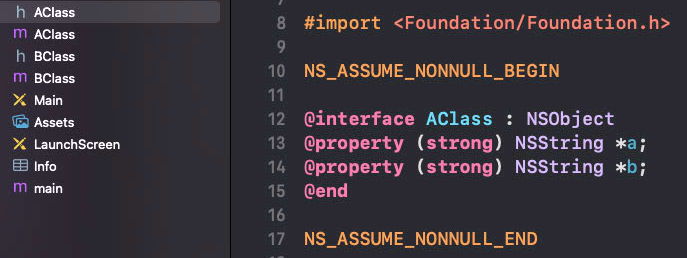 h AClass
m AClass
h BClass
m BClass
Main
Assets
LaunchScreen
Info
m main
8 #import <Foundation/Foundation.h>
9
10 NS_ASSUME_NONNULL_BEGIN
11
12 @interface AClass : NSObject
13 @property (strong) NSString *a;
14 @property (strong) NSString *b;
15 @end
16
17 NS_ASSUME_NONNULL_END